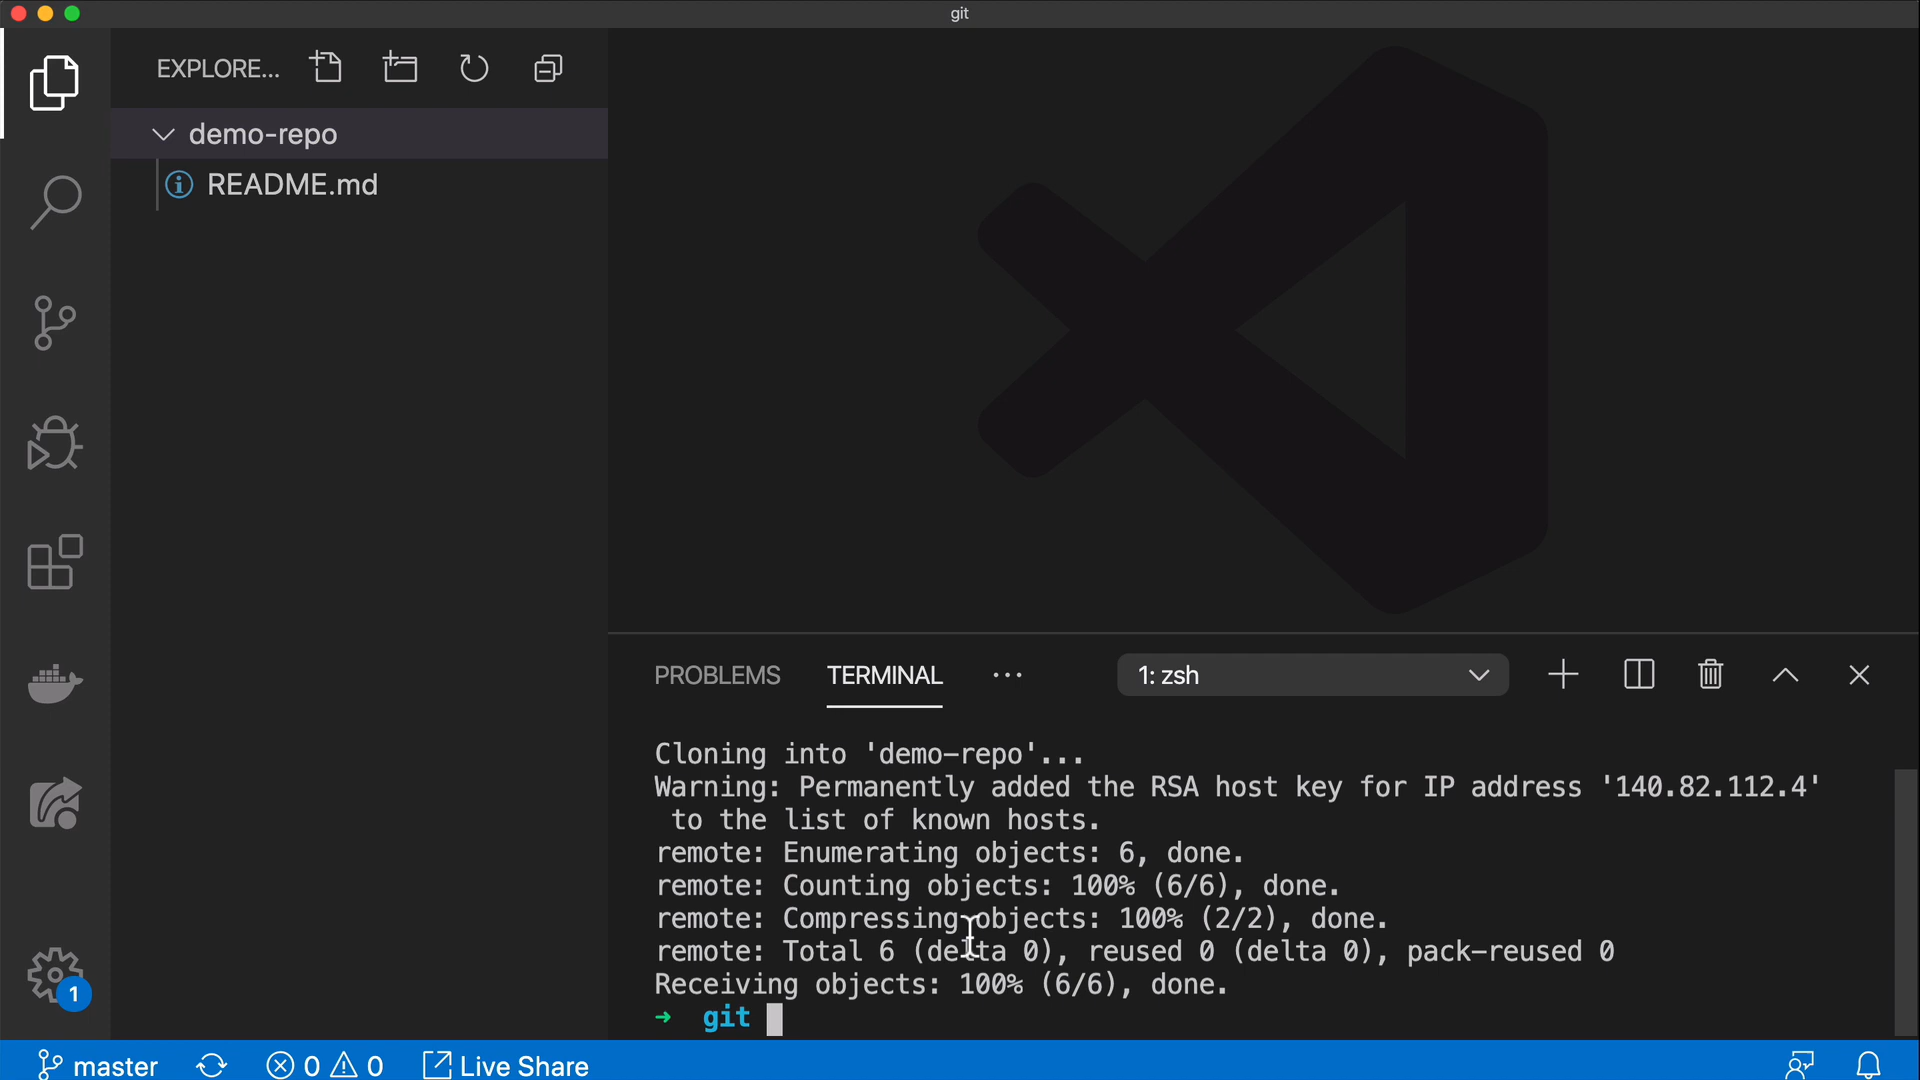 git
EXPLORE...
demo-repo
README.md
PROBLEMS TERMINAL ... 1: zsh
Cloning into 'demo-repo'...
Warning: Permanently added the RSA host key for IP address '140.82.112.4'
to the list of known hosts.
remote: Enumerating objects: 6, done.
remote: Counting objects: 100% (6/6), done.
remote: Compressing objects: 100% (2/2), done.
remote: Total 6 (delta 0), reused 0 (delta 0), pack-reused 0
Receiving objects: 100% (6/6), done.
➜ git
1
master 0 0 Live Share